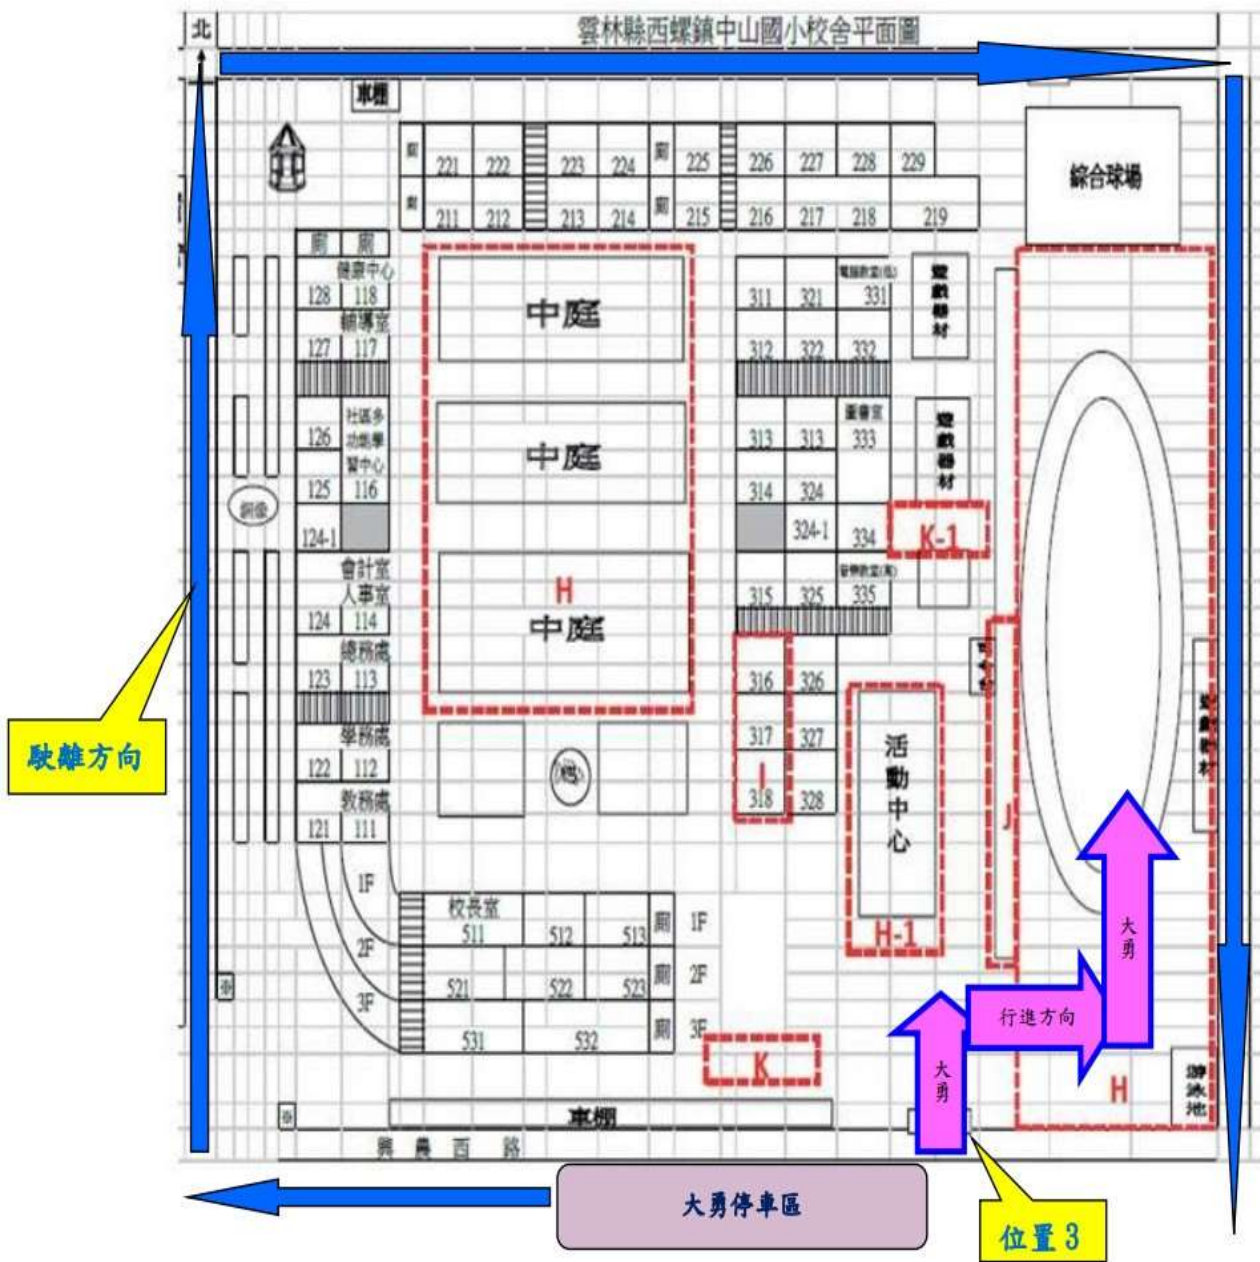 北
雲林縣西螺鎮中山國小校舍平面圖
車棚
廁 221 222 223 224 廁 225 226 227 228 229
廁 211 212 213 214 廁 215 216 217 218 219
綜合球場
廁 廁
健康中心
128 118
輔導室
127 117
126 社區多
功能學
習中心
125 116
124-1
會計室
人事室
124 114
總務處
123 113
學務處
122 112
教務處
121 111
銅像
中庭
中庭
H
中庭
電腦教室(低)
311 321 331
312 322 332
圖書室
313 313 333
314 324
324-1 334
音樂教室(高)
315 325 335
316 326
317 327
I
318 328
遊戲器材
遊戲器材
K-1
活動中心
H-1
J
遊戲器材
1F
2F
3F
校長室
511 512 513 廁 1F
521 522 523 廁 2F
531 532 廁 3F
K
車棚
興農西路
H
游泳池
大勇
行進方向
大勇
駛離方向
大勇停車區
位置3